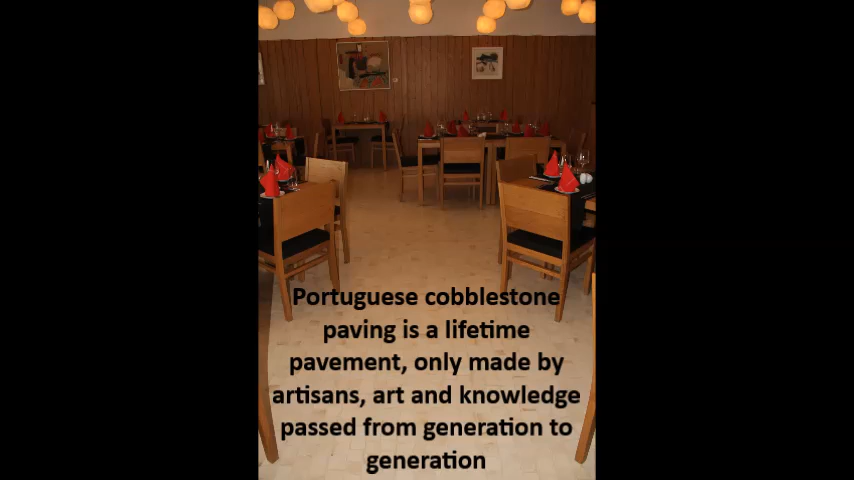 Portuguese cobblestone
paving is a lifetime
pavement, only made by
artisans, art and knowledge
passed from generation to
generation